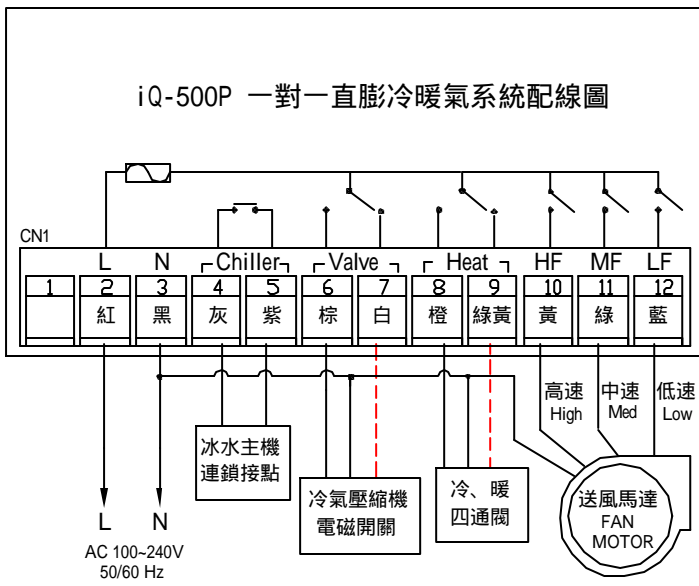 iQ-500P 一對一直膨冷暖氣系統配線圖
CN1
L N Chiller Valve Heat HF MF LF
1 2 3 4 5 6 7 8 9 10 11 12
紅 黑 灰 紫 棕 白 橙 綠黃 黃 綠 藍
高速 中速 低速
High Med Low
冰水主機
連鎖接點
冷氣壓縮機
電磁開關
冷、暖
四通閥
送風馬達
FAN
MOTOR
L N
AC 100~240V
50/60 Hz